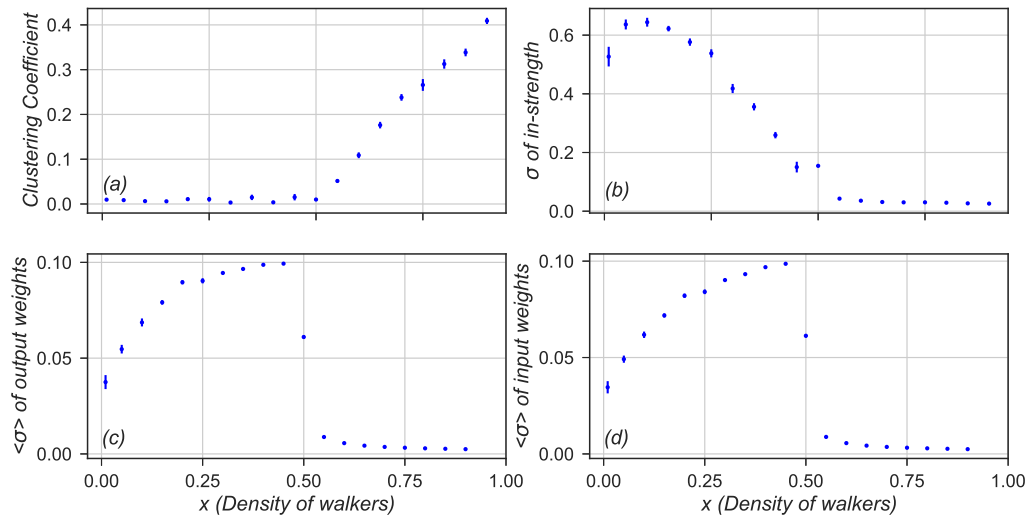 0.4
0.3
0.2
0.1
0.0
Clustering Coefficient
(a)
0.6
0.4
0.2
0.0
σ of in-strength
(b)
0.10
0.05
0.00
<σ> of output weights
(c)
0.00 0.25 0.50 0.75 1.00
x (Density of walkers)
0.10
0.05
0.00
<σ> of input weights
(d)
0.00 0.25 0.50 0.75 1.00
x (Density of walkers)